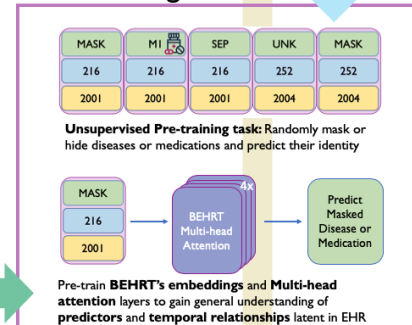 MASK MI SEP UNK MASK
216 216 216 252 252
2001 2001 2001 2004 2004
Unsupervised Pre-training task: Randomly mask or
hide diseases or medications and predict their identity
MASK
216
2001
4x
BEHRT
Multi-head
Attention
Predict
Masked
Disease or
Medication
Pre-train BEHRT's embeddings and Multi-head
attention layers to gain general understanding of
predictors and temporal relationships latent in EHR